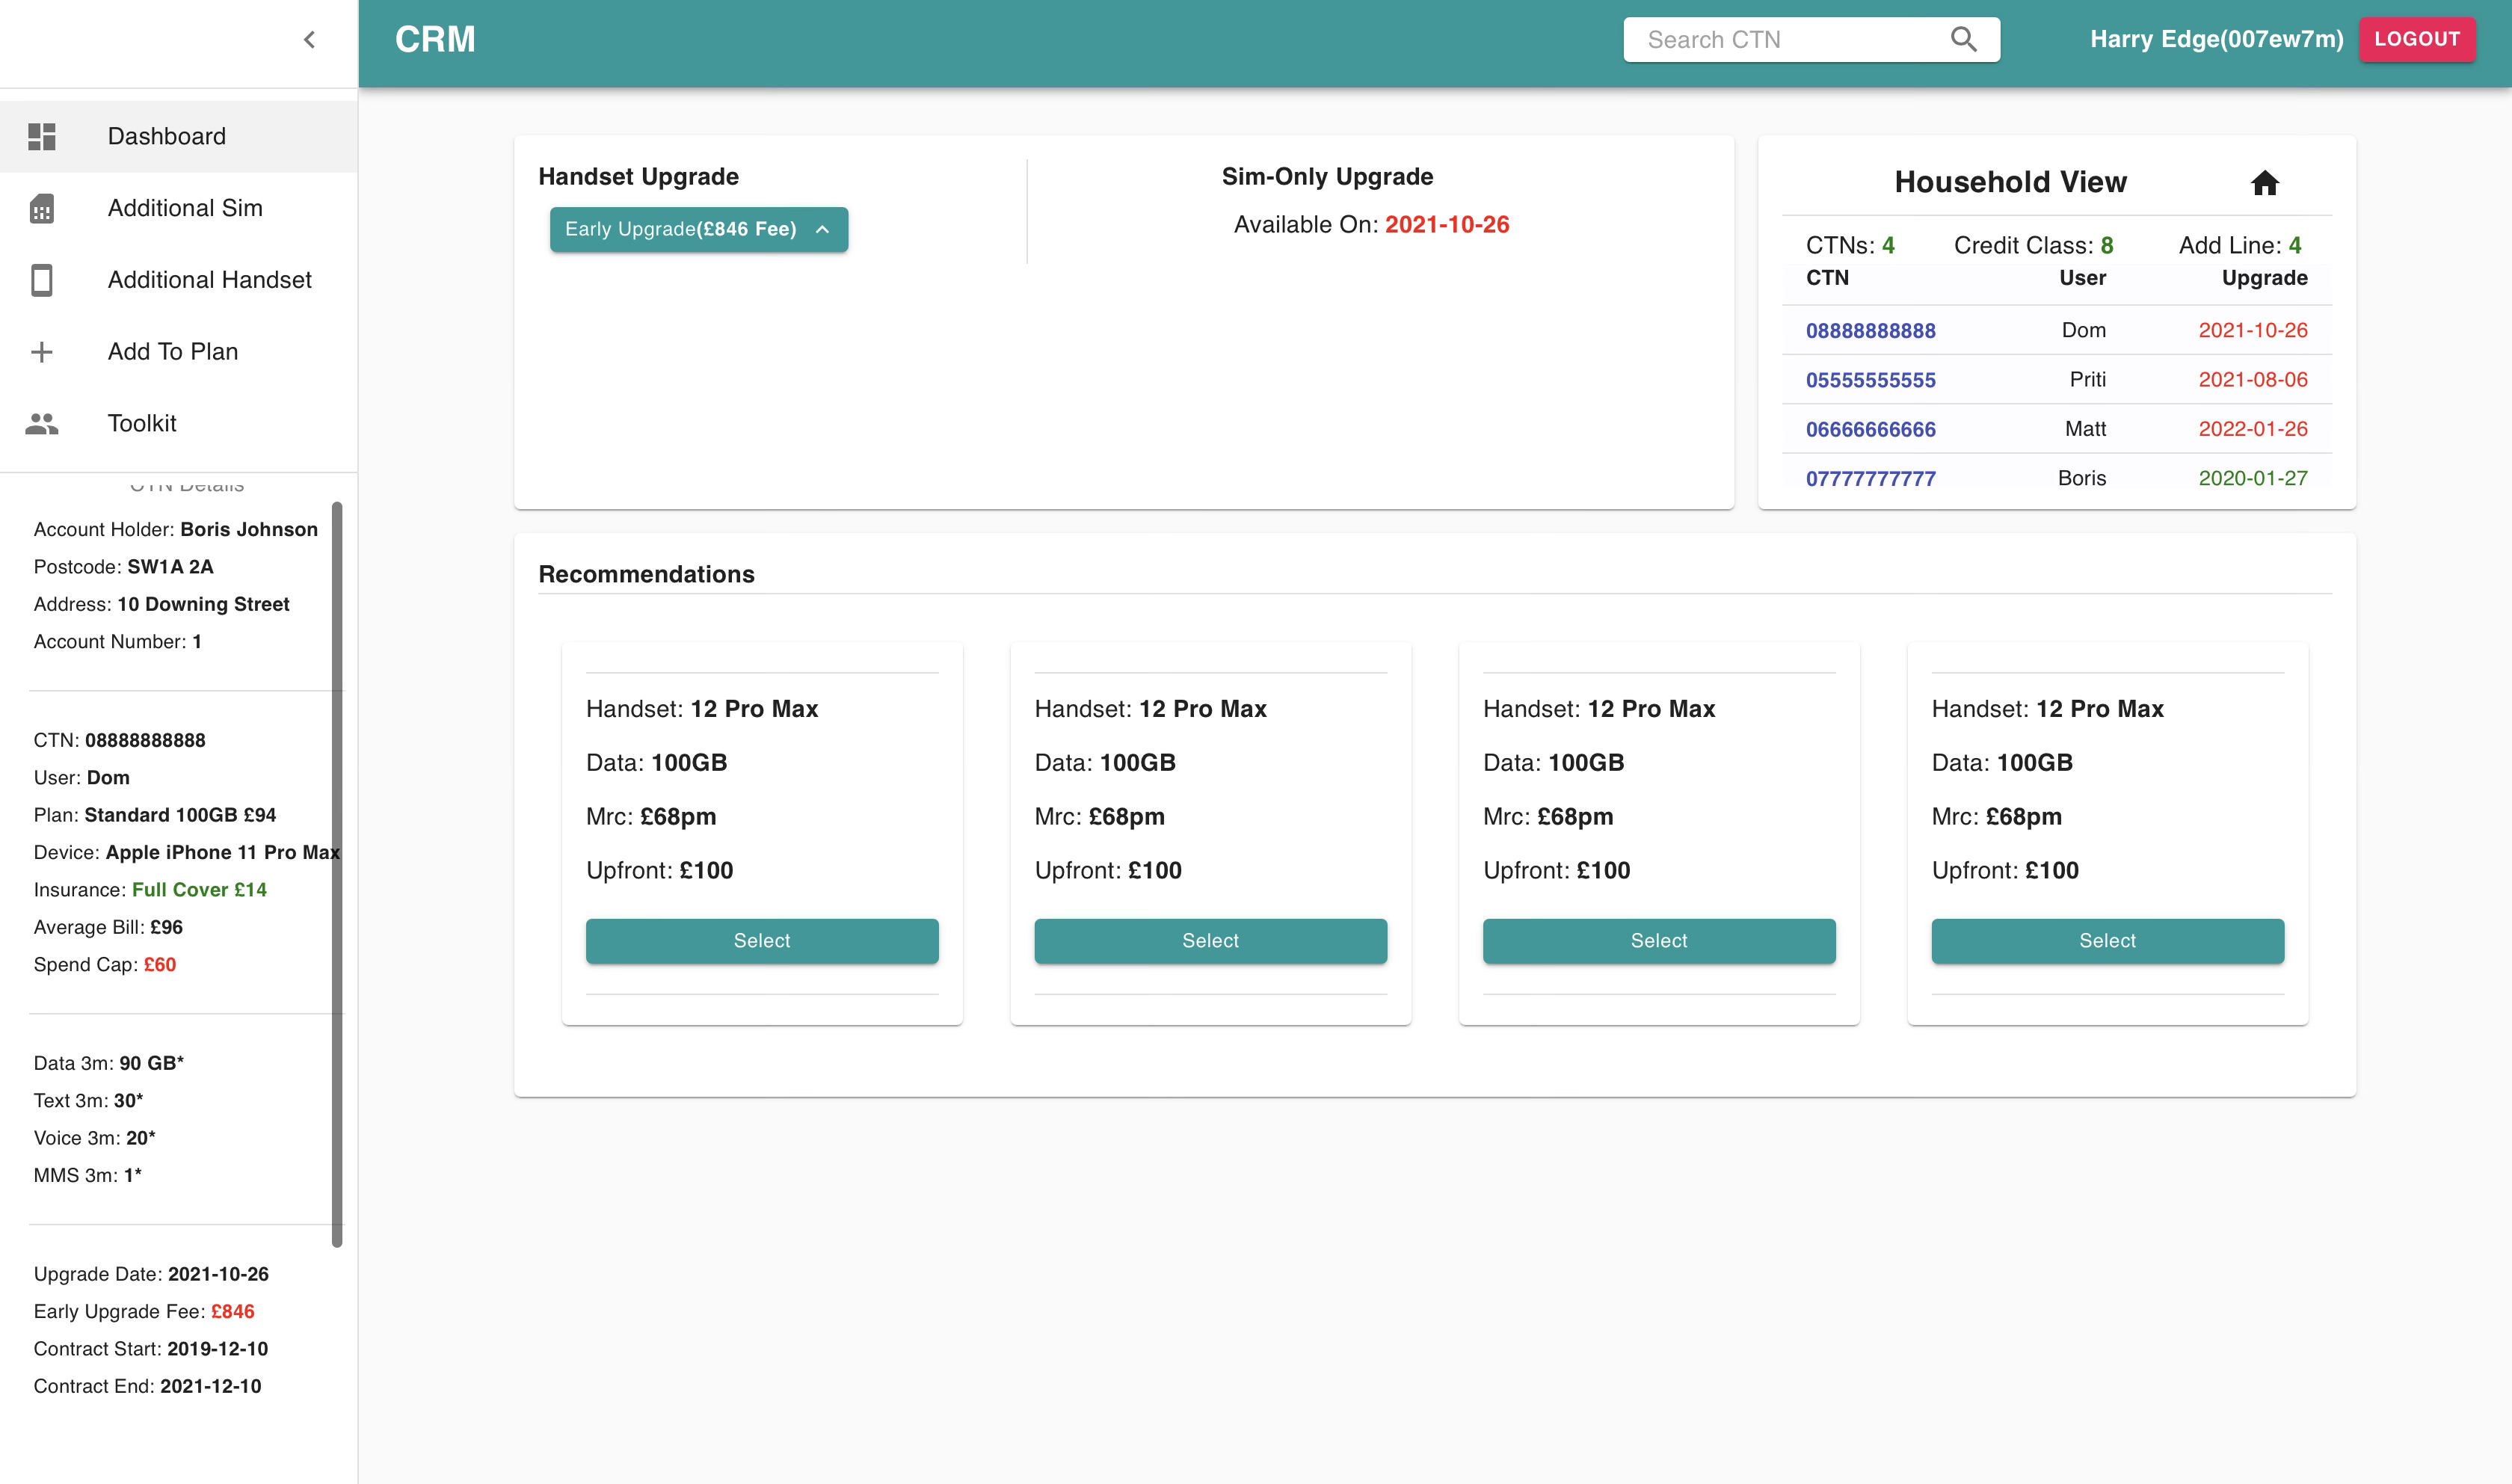 CRM
Search CTN
Harry Edge(007ew7m)
LOGOUT
Dashboard
Additional Sim
Additional Handset
Add To Plan
Toolkit
CTN Details
Account Holder: Boris Johnson
Postcode: SW1A 2A
Address: 10 Downing Street
Account Number: 1
CTN: 08888888888
User: Dom
Plan: Standard 100GB £94
Device: Apple iPhone 11 Pro Max
Insurance: Full Cover £14
Average Bill: £96
Spend Cap: £60
Data 3m: 90 GB*
Text 3m: 30*
Voice 3m: 20*
MMS 3m: 1*
Upgrade Date: 2021-10-26
Early Upgrade Fee: £846
Contract Start: 2019-12-10
Contract End: 2021-12-10
Handset Upgrade
Early Upgrade(£846 Fee)
Sim-Only Upgrade
Available On: 2021-10-26
Household View
CTNs: 4 Credit Class: 8 Add Line: 4
CTN User Upgrade
08888888888 Dom 2021-10-26
05555555555 Priti 2021-08-06
06666666666 Matt 2022-01-26
07777777777 Boris 2020-01-27
Recommendations
Handset: 12 Pro Max
Data: 100GB
Mrc: £68pm
Upfront: £100
Select
Handset: 12 Pro Max
Data: 100GB
Mrc: £68pm
Upfront: £100
Select
Handset: 12 Pro Max
Data: 100GB
Mrc: £68pm
Upfront: £100
Select
Handset: 12 Pro Max
Data: 100GB
Mrc: £68pm
Upfront: £100
Select